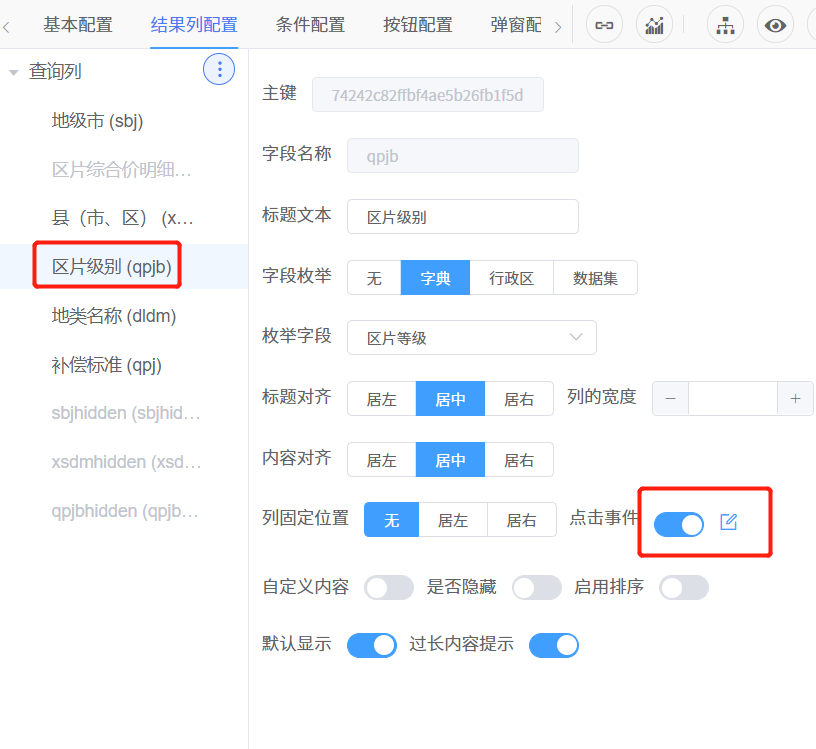 基本配置 结果列配置 条件配置 按钮配置 弹窗配
查询列
地级市 (sbj)
区片综合价明细…
县（市、区） (x…
区片级别 (qpjb)
地类名称 (dldm)
补偿标准 (qpj)
sbjhidden (sbjhid…
xsdmhidden (xsd…
qpjbhidden (qpjb…
主键 74242c82ffbf4ae5b26fb1f5d
字段名称 qpjb
标题文本 区片级别
字段枚举 无 字典 行政区 数据集
枚举字段 区片等级
标题对齐 居左 居中 居右 列的宽度 − +
内容对齐 居左 居中 居右
列固定位置 无 居左 居右 点击事件
自定义内容 是否隐藏 启用排序
默认显示 过长内容提示